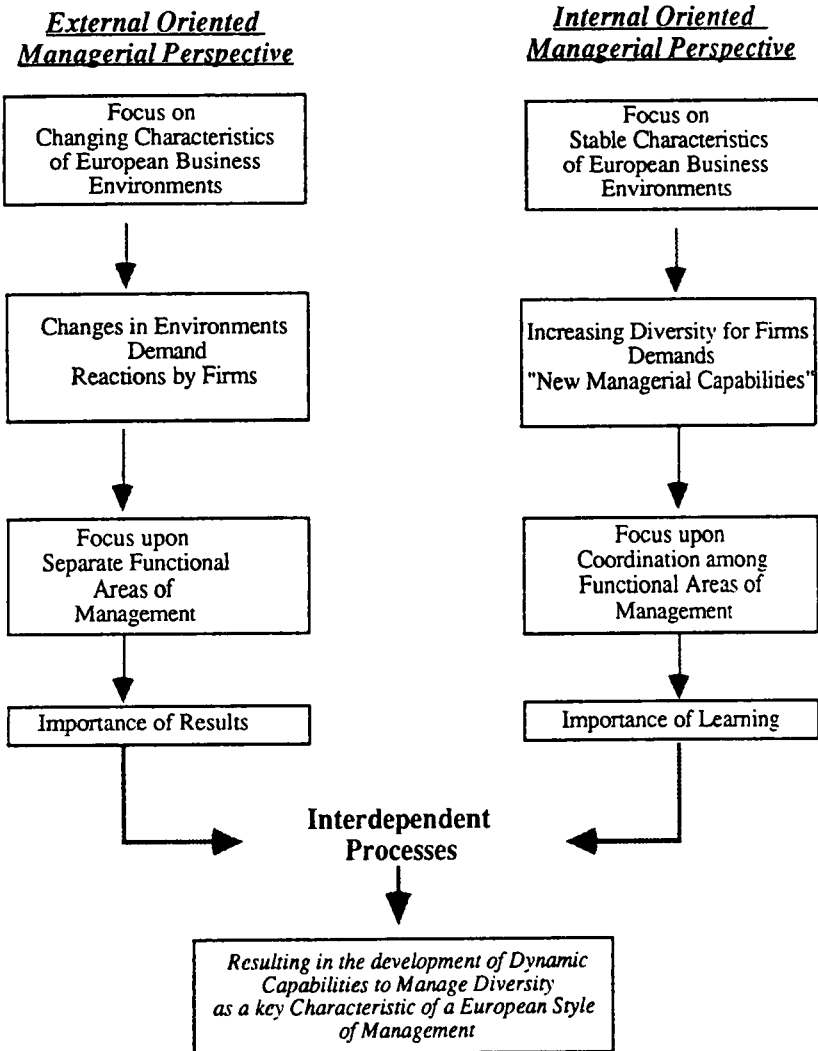 External Oriented
Managerial Perspective
Focus on
Changing Characteristics
of European Business
Environments
Changes in Environments
Demand
Reactions by Firms
Focus upon
Separate Functional
Areas of
Management
Importance of Results
Internal Oriented
Managerial Perspective
Focus on
Stable Characteristics
of European Business
Environments
Increasing Diversity for Firms
Demands
"New Managerial Capabilities"
Focus upon
Coordination among
Functional Areas of
Management
Importance of Learning
Interdependent
Processes
Resulting in the development of Dynamic
Capabilities to Manage Diversity
as a key Characteristic of a European Style
of Management